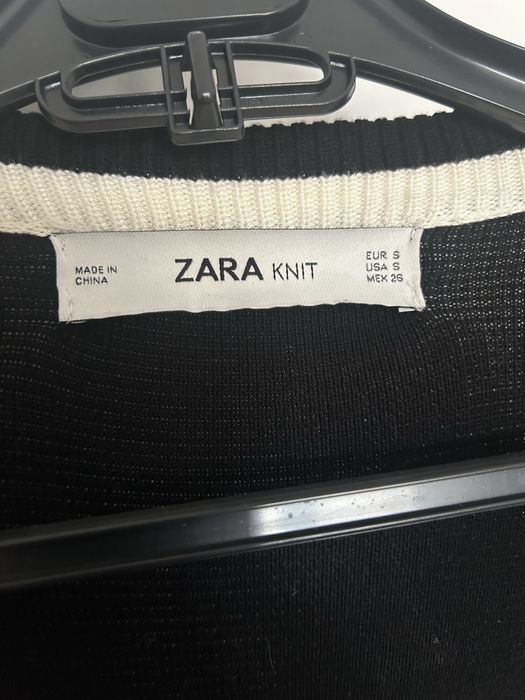 MADE IN
CHINA
ZARA KNIT
EUR S
USA S
MEX 26